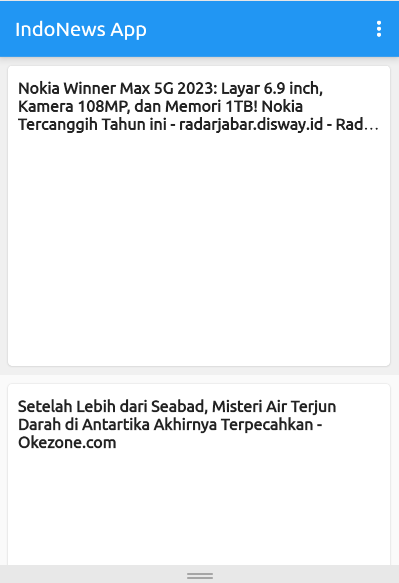 IndoNews App
Nokia Winner Max 5G 2023: Layar 6.9 inch,
Kamera 108MP, dan Memori 1TB! Nokia
Tercanggih Tahun ini - radarjabar.disway.id - Rad...
Setelah Lebih dari Seabad, Misteri Air Terjun
Darah di Antartika Akhirnya Terpecahkan -
Okezone.com